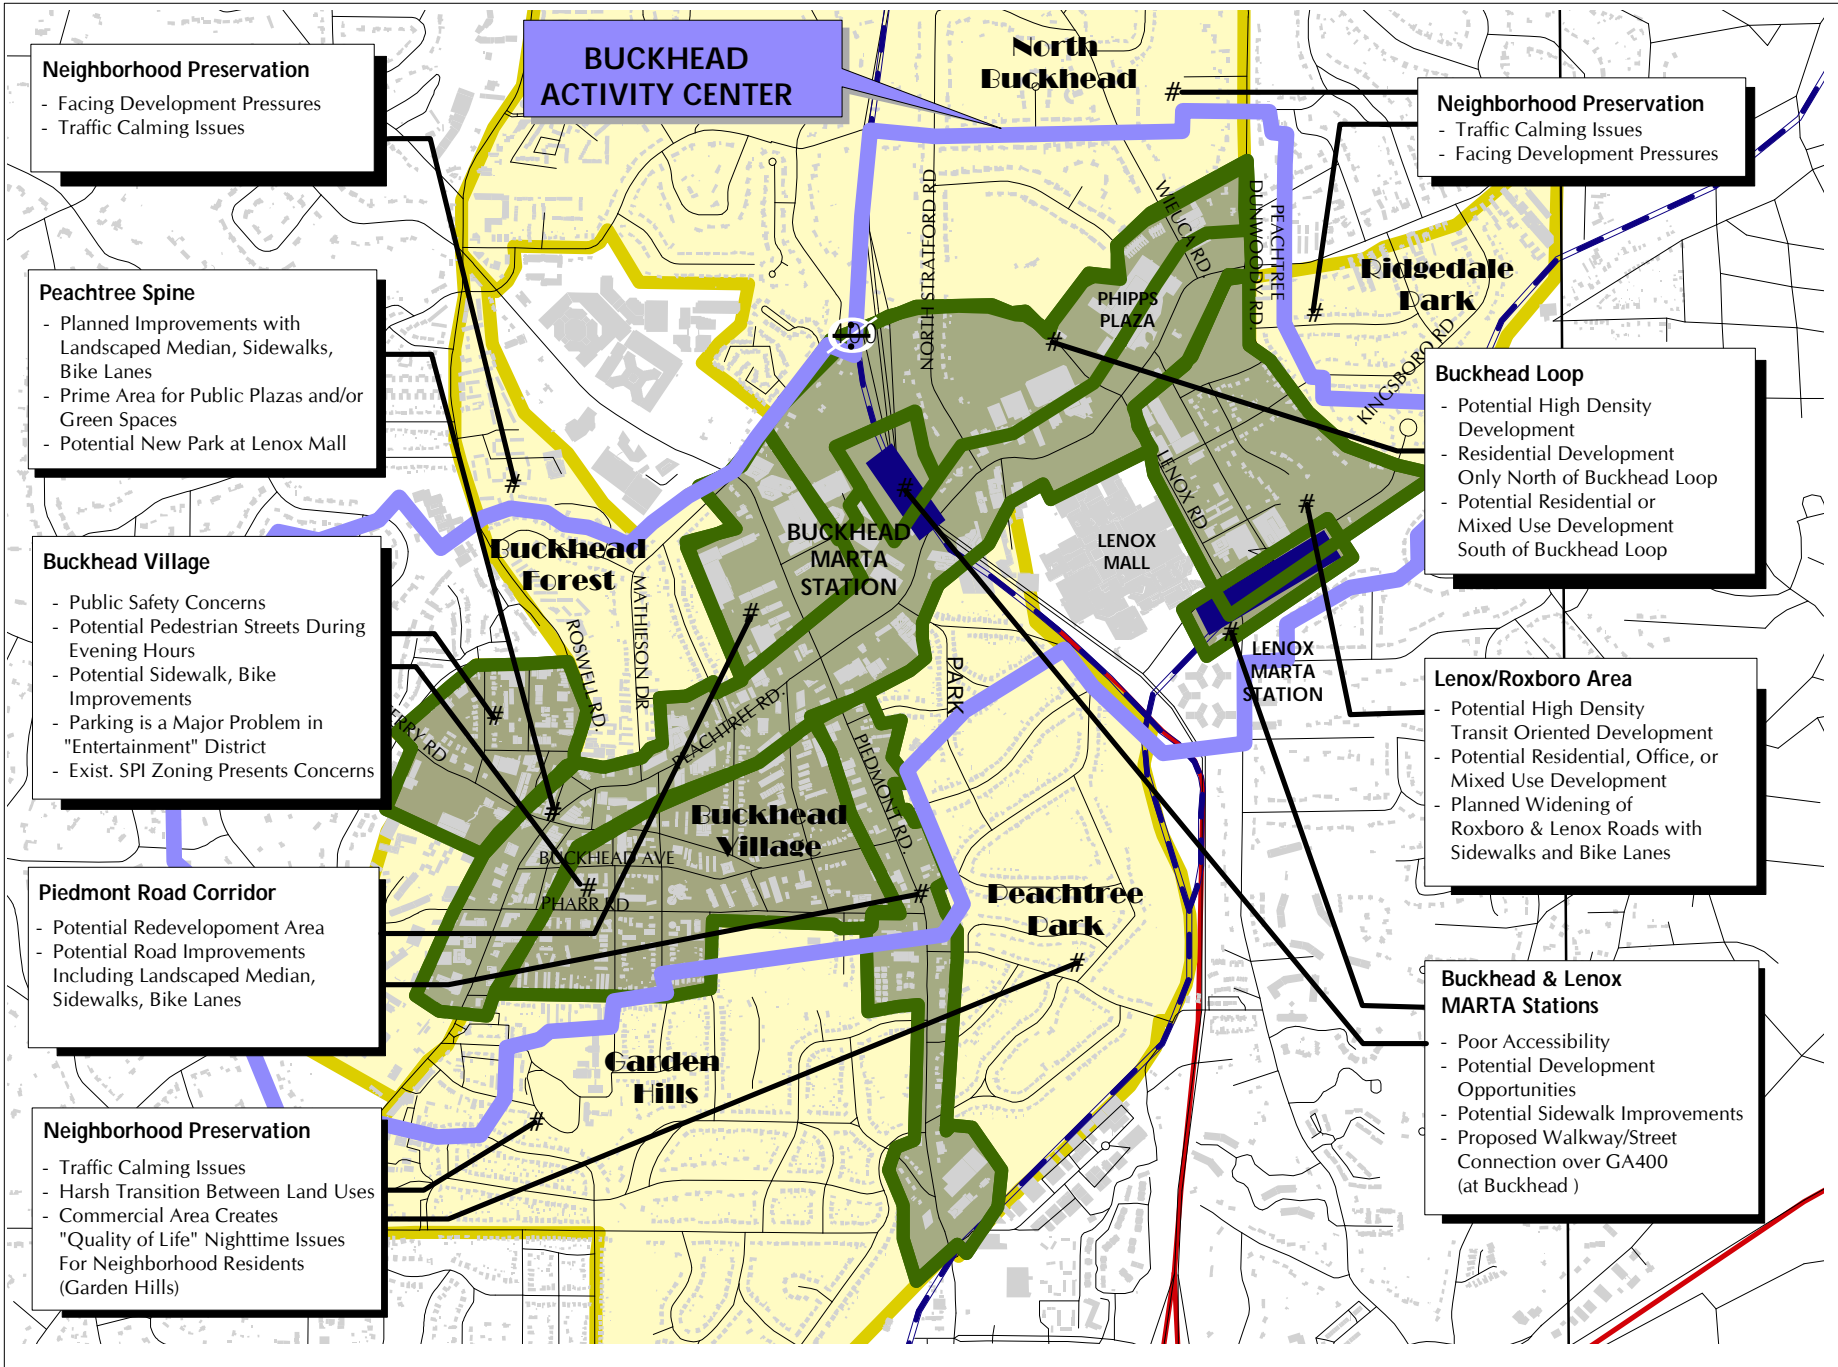 BUCKHEAD
ACTIVITY CENTER
North
Buckhead
Neighborhood Preservation
- Facing Development Pressures
- Traffic Calming Issues
Neighborhood Preservation
- Traffic Calming Issues
- Facing Development Pressures
Peachtree Spine
- Planned Improvements with
Landscaped Median, Sidewalks,
Bike Lanes
- Prime Area for Public Plazas and/or
Green Spaces
- Potential New Park at Lenox Mall
Buckhead Village
- Public Safety Concerns
- Potential Pedestrian Streets During
Evening Hours
- Potential Sidewalk, Bike
Improvements
- Parking is a Major Problem in
"Entertainment" District
- Exist. SPI Zoning Presents Concerns
Piedmont Road Corridor
- Potential Redevelopoment Area
- Potential Road Improvements
Including Landscaped Median,
Sidewalks, Bike Lanes
Neighborhood Preservation
- Traffic Calming Issues
- Harsh Transition Between Land Uses
- Commercial Area Creates
"Quality of Life" Nighttime Issues
For Neighborhood Residents
(Garden Hills)
NORTH STRATFORD RD
WIEUCA RD.
PEACHTREE
DUNWOODY RD.
PHIPPS
PLAZA
Ridgedale
Park
KINGSBORO RD
400
LENOX RD
LENOX
MALL
BUCKHEAD
MARTA
STATION
LENOX
MARTA
STATION
Buckhead
Forest
MATHIESON DR
ROSWELL RD.
ERRY RD
PEACHTREE RD.
PARK
PIEDMONT RD.
Buckhead
Village
BUCKHEAD AVE
PHARR RD
Peachtree
Park
Garden
Hills
Buckhead Loop
- Potential High Density
Development
- Residential Development
Only North of Buckhead Loop
- Potential Residential or
Mixed Use Development
South of Buckhead Loop
Lenox/Roxboro Area
- Potential High Density
Transit Oriented Development
- Potential Residential, Office, or
Mixed Use Development
- Planned Widening of
Roxboro & Lenox Roads with
Sidewalks and Bike Lanes
Buckhead & Lenox
MARTA Stations
- Poor Accessibility
- Potential Development
Opportunities
- Potential Sidewalk Improvements
- Proposed Walkway/Street
Connection over GA400
(at Buckhead )